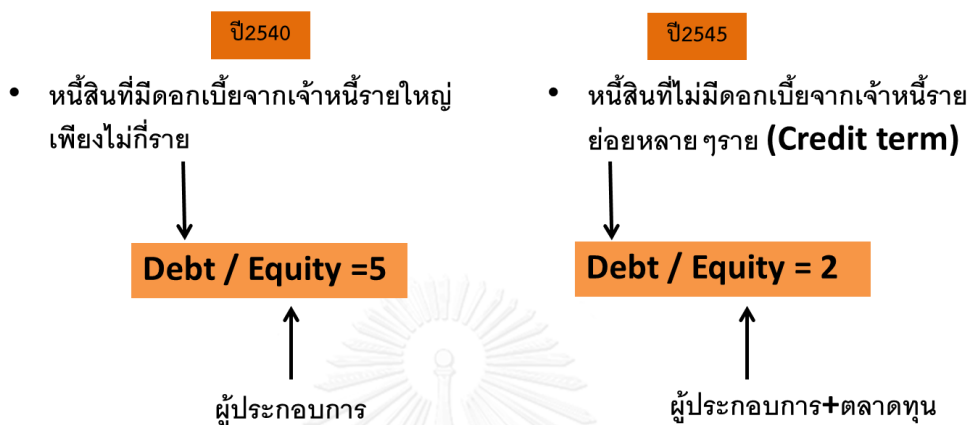 ปี2540
• หนี้สินที่มีดอกเบี้ยจากเจ้าหนี้รายใหญ่
เพียงไม่กี่ราย
Debt / Equity =5
ผู้ประกอบการ
ปี2545
• หนี้สินที่ไม่มีดอกเบี้ยจากเจ้าหนี้ราย
ย่อยหลาย ๆราย (Credit term)
Debt / Equity = 2
ผู้ประกอบการ+ตลาดทุน